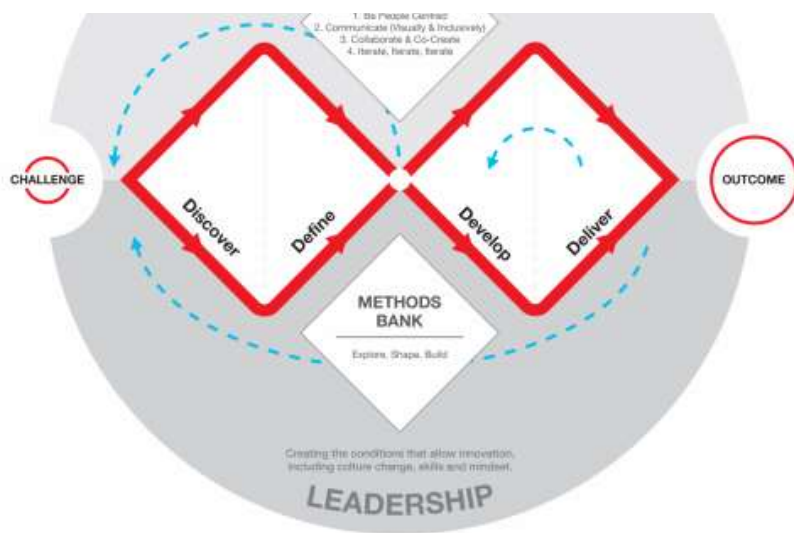 1. Be People Centred
2. Communicate (Visually & Inclusively)
3. Collaborate & Co-Create
4. Iterate, Iterate, Iterate
CHALLENGE
OUTCOME
Discover
Define
Develop
Deliver
METHODS
BANK
Explore, Shape, Build
Creating the conditions that allow innovation,
including culture change, skills and mindset.
LEADERSHIP